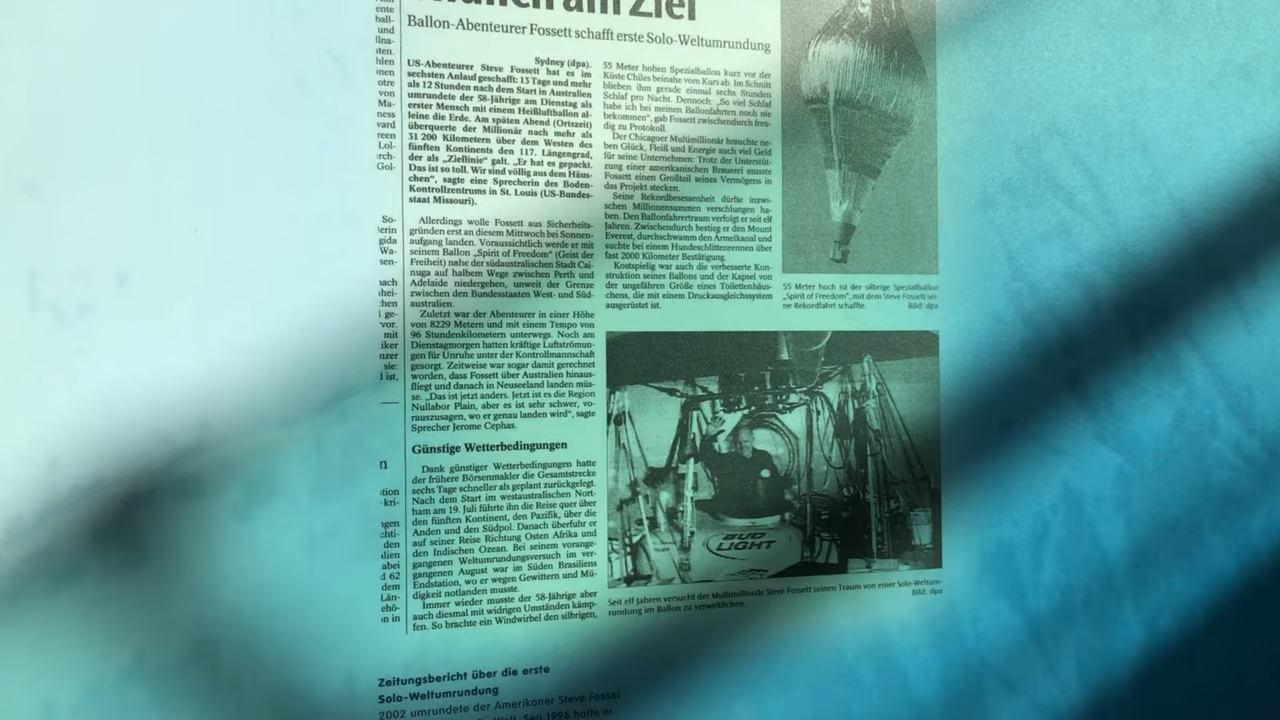 am Ziel
Ballon-Abenteurer Fossett schafft erste Solo-Weltumrundung
Sydney (dpa).
US-Abenteurer Steve Fossett hat es im
sechsten Anlauf geschafft: 13 Tage und mehr
als 12 Stunden nach dem Start in Australien
umrundete der 58-Jährige am Dienstag als
erster Mensch mit einem Heißluftballon al-
leine die Erde. Am späten Abend (Ortszeit)
überquerte der Millionär nach mehr als
31 200 Kilometern über dem Westen des
fünften Kontinents den 117. Längengrad,
der als „Ziellinie“ galt. „Er hat es gepackt.
Das ist so toll. Wir sind völlig aus dem Häus-
chen“, sagte eine Sprecherin des Boden-
Kontrollzentrums in St. Louis (US-Bundes-
staat Missouri).
Allerdings wolle Fossett aus Sicherheits-
gründen erst an diesem Mittwoch bei Sonnen-
aufgang landen. Voraussichtlich werde er mit
seinem Ballon „Spirit of Freedom“ (Geist der
Freiheit) nahe der südaustralischen Stadt Cai-
nuga auf halbem Wege zwischen Perth und
Adelaide niedergehen, unweit der Grenze
zwischen den Bundesstaaten West- und Süd-
australien.
Zuletzt war der Abenteurer in einer Höhe
von 8229 Metern und mit einem Tempo von
96 Stundenkilometern unterwegs. Noch am
Dienstagmorgen hatten kräftige Luftströmun-
gen für Unruhe unter der Kontrollmannschaft
gesorgt. Zeitweise war sogar damit gerechnet
worden, dass Fossett über Australien hinaus-
fliegt und danach in Neuseeland landen müs-
se. „Das ist jetzt anders. Jetzt ist es die Region
Nullabor Plain, aber es ist sehr schwer, vo-
rauszusagen, wo er genau landen wird“, sagte
Sprecher Jerome Cephas.
Günstige Wetterbedingungen
Dank günstiger Wetterbedingungen hatte
der frühere Börsenmakler die Gesamtstrecke
sechs Tage schneller als geplant zurückgelegt.
Nach dem Start im westaustralischen Nort-
ham am 19. Juli führte ihn die Reise quer über
den fünften Kontinent, den Pazifik, über die
Anden und den Südpol. Danach überfuhr er
auf seiner Reise Richtung Osten Afrika und
den Indischen Ozean. Bei seinem vorange-
gangenen Weltumrundungsversuch im ver-
gangenen August war im Süden Brasiliens
Endstation, wo er wegen Gewittern und Mü-
digkeit notlanden musste.
Immer wieder musste der 58-Jährige aber
auch diesmal mit widrigen Umständen kämp-
fen. So brachte ein Windwirbel den silbrigen,
55 Meter hohen Spezialballon kurz vor der
Küste Chiles beinahe vom Kurs ab. Im Schnitt
blieben ihm gerade einmal sechs Stunden
Schlaf pro Nacht. Dennoch: „So viel Schlaf
habe ich bei meinen Ballonfahrten noch nie
bekommen“, gab Fossett zwischendurch freu-
dig zu Protokoll.
Der Chicagoer Multimillionär brauchte ne-
ben Glück, Fleiß und Energie auch viel Geld
für seine Unternehmen: Trotz der Unterstüt-
zung einer amerikanischen Brauerei musste
Fossett einen Großteil seines Vermögens in
das Projekt stecken.
Seine Rekordbesessenheit dürfte inzwi-
schen Millionensummen verschlungen ha-
ben. Den Ballonfahrertraum verfolgt er seit elf
Jahren. Zwischendurch bestieg er den Mount
Everest, durchschwamm den Ärmelkanal und
suchte bei einem Hundeschlittenrennen über
fast 2000 Kilometer Bestätigung.
Kostspielig war auch die verbesserte Kon-
struktion seines Ballons und der Kapsel von
der ungefähren Größe eines Toilettenhäus-
chens, die mit einem Druckausgleichssystem
ausgerüstet ist.
55 Meter hoch ist der silbrige Spezialballon
„Spirit of Freedom“, mit dem Steve Fossett sei-
ne Rekordfahrt schaffte. Bild: dpa
BUD
LIGHT
Seit elf Jahren versucht der Multimillionär Steve Fossett seinen Traum von einer Solo-Weltum-
rundung im Ballon zu verwirklichen. Bild: dpa
Zeitungsbericht über die erste
Solo-Weltumrundung
2002 umrundete der Amerikaner Steve Fossel
Welt. Seit 1996 hatte er